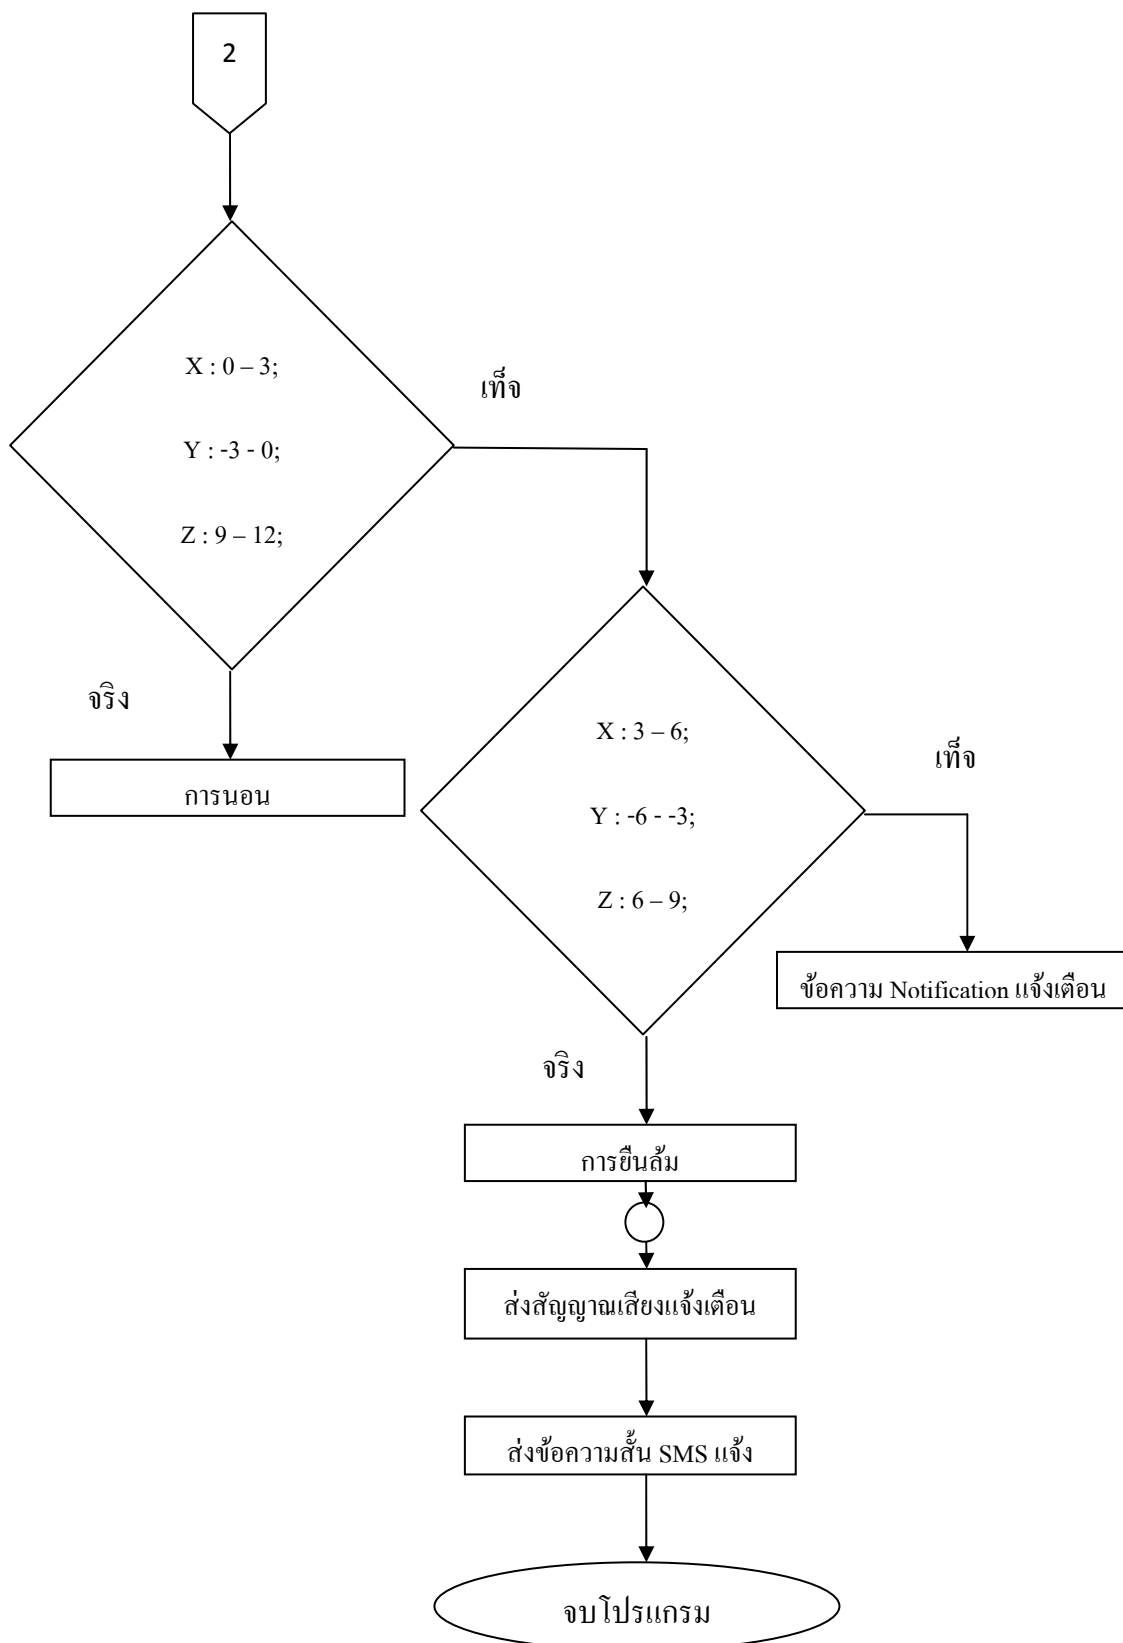 2
X : 0 – 3;
Y : -3 - 0;
Z : 9 – 12;
เท็จ
จริง
การนอน
X : 3 – 6;
Y : -6 - -3;
Z : 6 – 9;
เท็จ
ข้อความ Notification แจ้งเตือน
จริง
การยืนล้ม
ส่งสัญญาณเสียงแจ้งเตือน
ส่งข้อความสั้น SMS แจ้ง
จบโปรแกรม